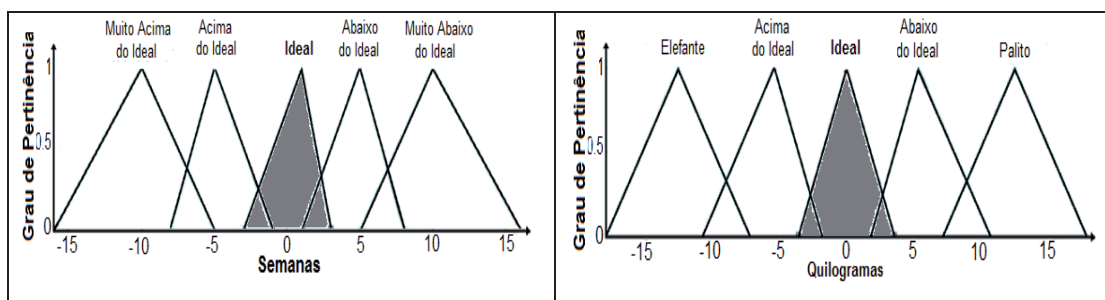 Muito Acima
do Ideal
Acima
do Ideal
Ideal
Abaixo
do Ideal
Muito Abaixo
do Ideal
Grau de Pertinência
1
0.5
0
-15 -10 -5 0 5 10 15
Semanas
Elefante
Acima
do Ideal
Ideal
Abaixo
do Ideal
Palito
Grau de Pertinência
1
0.5
0
-15 -10 -5 0 5 10 15
Quilogramas